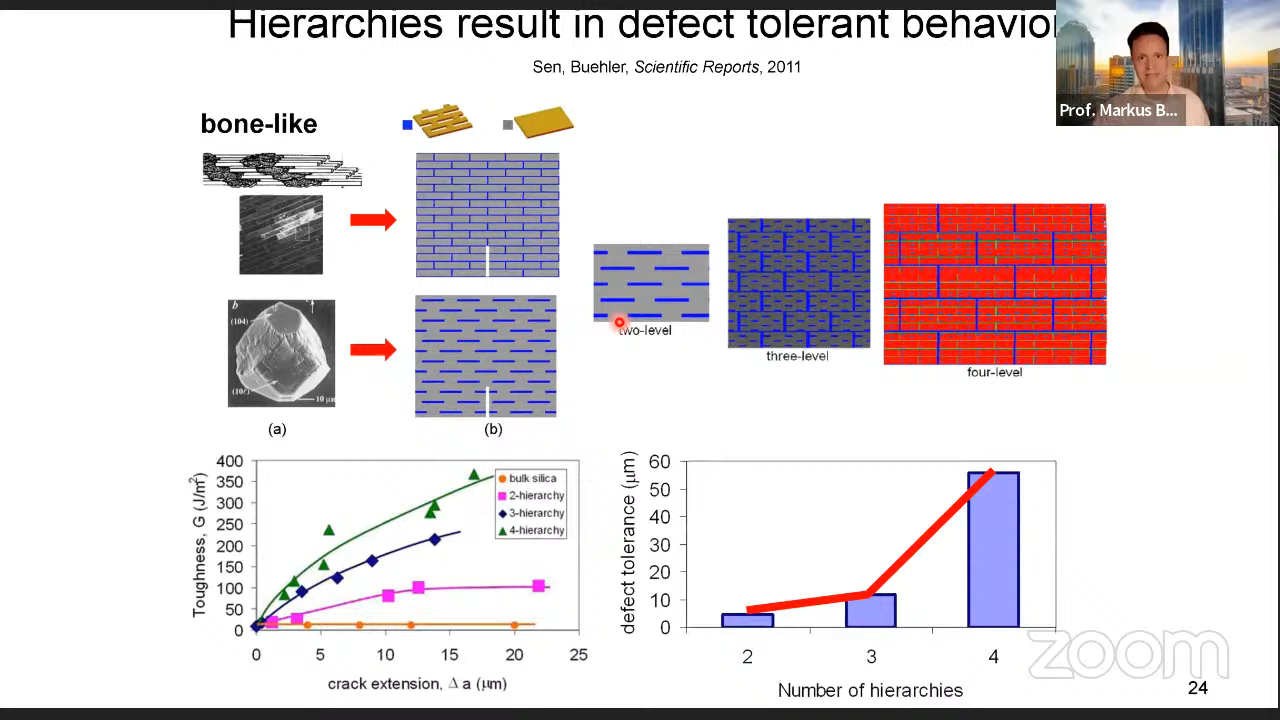 Hierarchies result in defect tolerant behavior
Sen, Buehler, Scientific Reports, 2011
Prof. Markus B...
bone-like
b
(104)
(104)
10 μm
(a)
(b)
two-level
three-level
four-level
Toughness, G (J/m²)
400
350
300
250
200
150
100
50
0
0 5 10 15 20 25
crack extension, Δ a (μm)
bulk silica
2-hierarchy
3-hierarchy
4-hierarchy
defect tolerance (μm)
60
50
40
30
20
10
0
2 3 4
Number of hierarchies
zoom
24